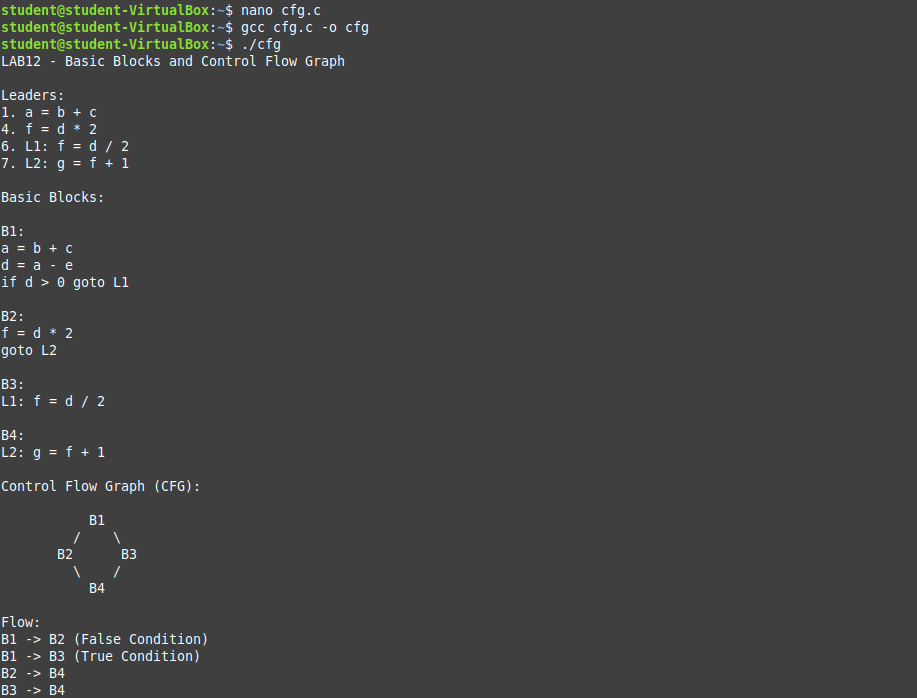 student@student-VirtualBox:~$ nano cfg.c
student@student-VirtualBox:~$ gcc cfg.c -o cfg
student@student-VirtualBox:~$ ./cfg
LAB12 - Basic Blocks and Control Flow Graph

Leaders:
1. a = b + c
4. f = d * 2
6. L1: f = d / 2
7. L2: g = f + 1

Basic Blocks:

B1:
a = b + c
d = a - e
if d > 0 goto L1

B2:
f = d * 2
goto L2

B3:
L1: f = d / 2

B4:
L2: g = f + 1

Control Flow Graph (CFG):

           B1
         /    \
       B2      B3
         \    /
           B4

Flow:
B1 -> B2 (False Condition)
B1 -> B3 (True Condition)
B2 -> B4
B3 -> B4